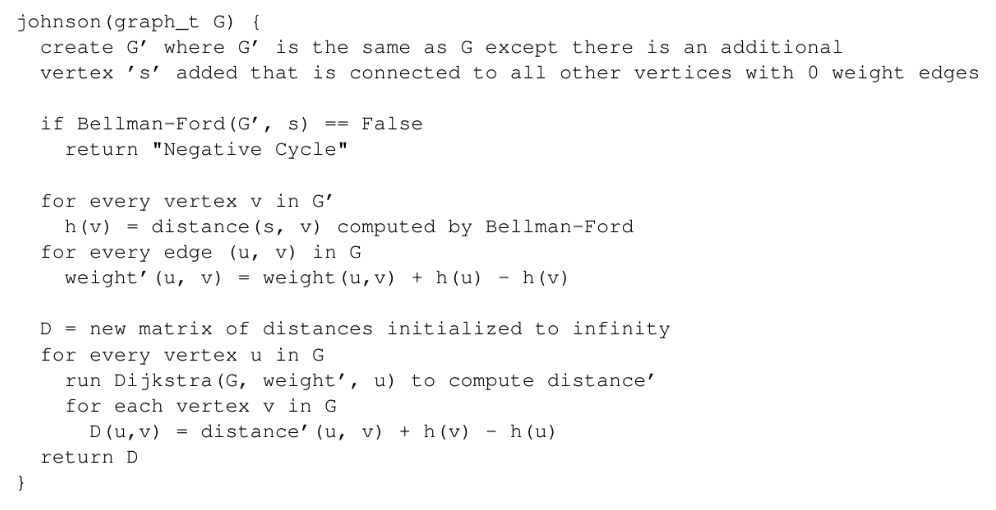 johnson(graph_t G) {
  create G′ where G′ is the same as G except there is an additional
  vertex ′s′ added that is connected to all other vertices with 0 weight edges

  if Bellman-Ford(G′, s) == False
    return "Negative Cycle"

  for every vertex v in G′
    h(v) = distance(s, v) computed by Bellman-Ford
  for every edge (u, v) in G
    weight′(u, v) = weight(u,v) + h(u) - h(v)

  D = new matrix of distances initialized to infinity
  for every vertex u in G
    run Dijkstra(G, weight′, u) to compute distance′
    for each vertex v in G
      D(u,v) = distance′(u, v) + h(v) - h(u)
  return D
}